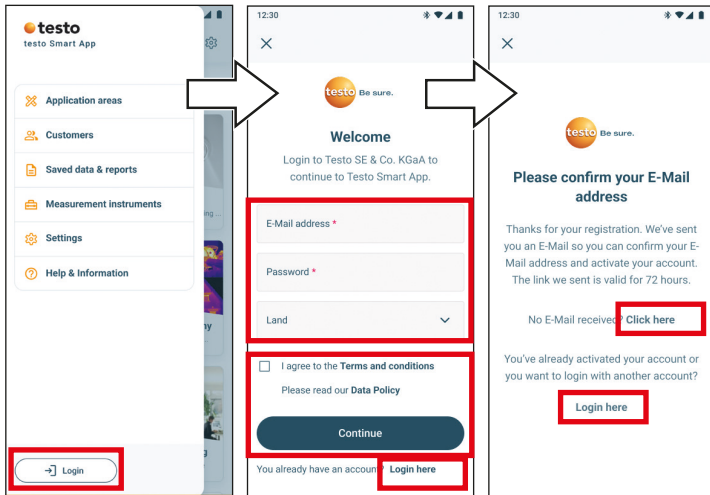 testo
testo Smart App
Application areas
Customers
Saved data & reports
Measurement instruments
Settings
Help & Information
Login
12:30
testo Be sure.
Welcome
Login to Testo SE & Co. KGaA to
continue to Testo Smart App.
E-Mail address *
Password *
Land
I agree to the Terms and conditions
Please read our Data Policy
Continue
You already have an account? Login here
12:30
testo Be sure.
Please confirm your E-Mail
address
Thanks for your registration. We've sent
you an E-Mail so you can confirm your E-
Mail address and activate your account.
The link we sent is valid for 72 hours.
No E-Mail received? Click here
You've already activated your account or
you want to login with another account?
Login here